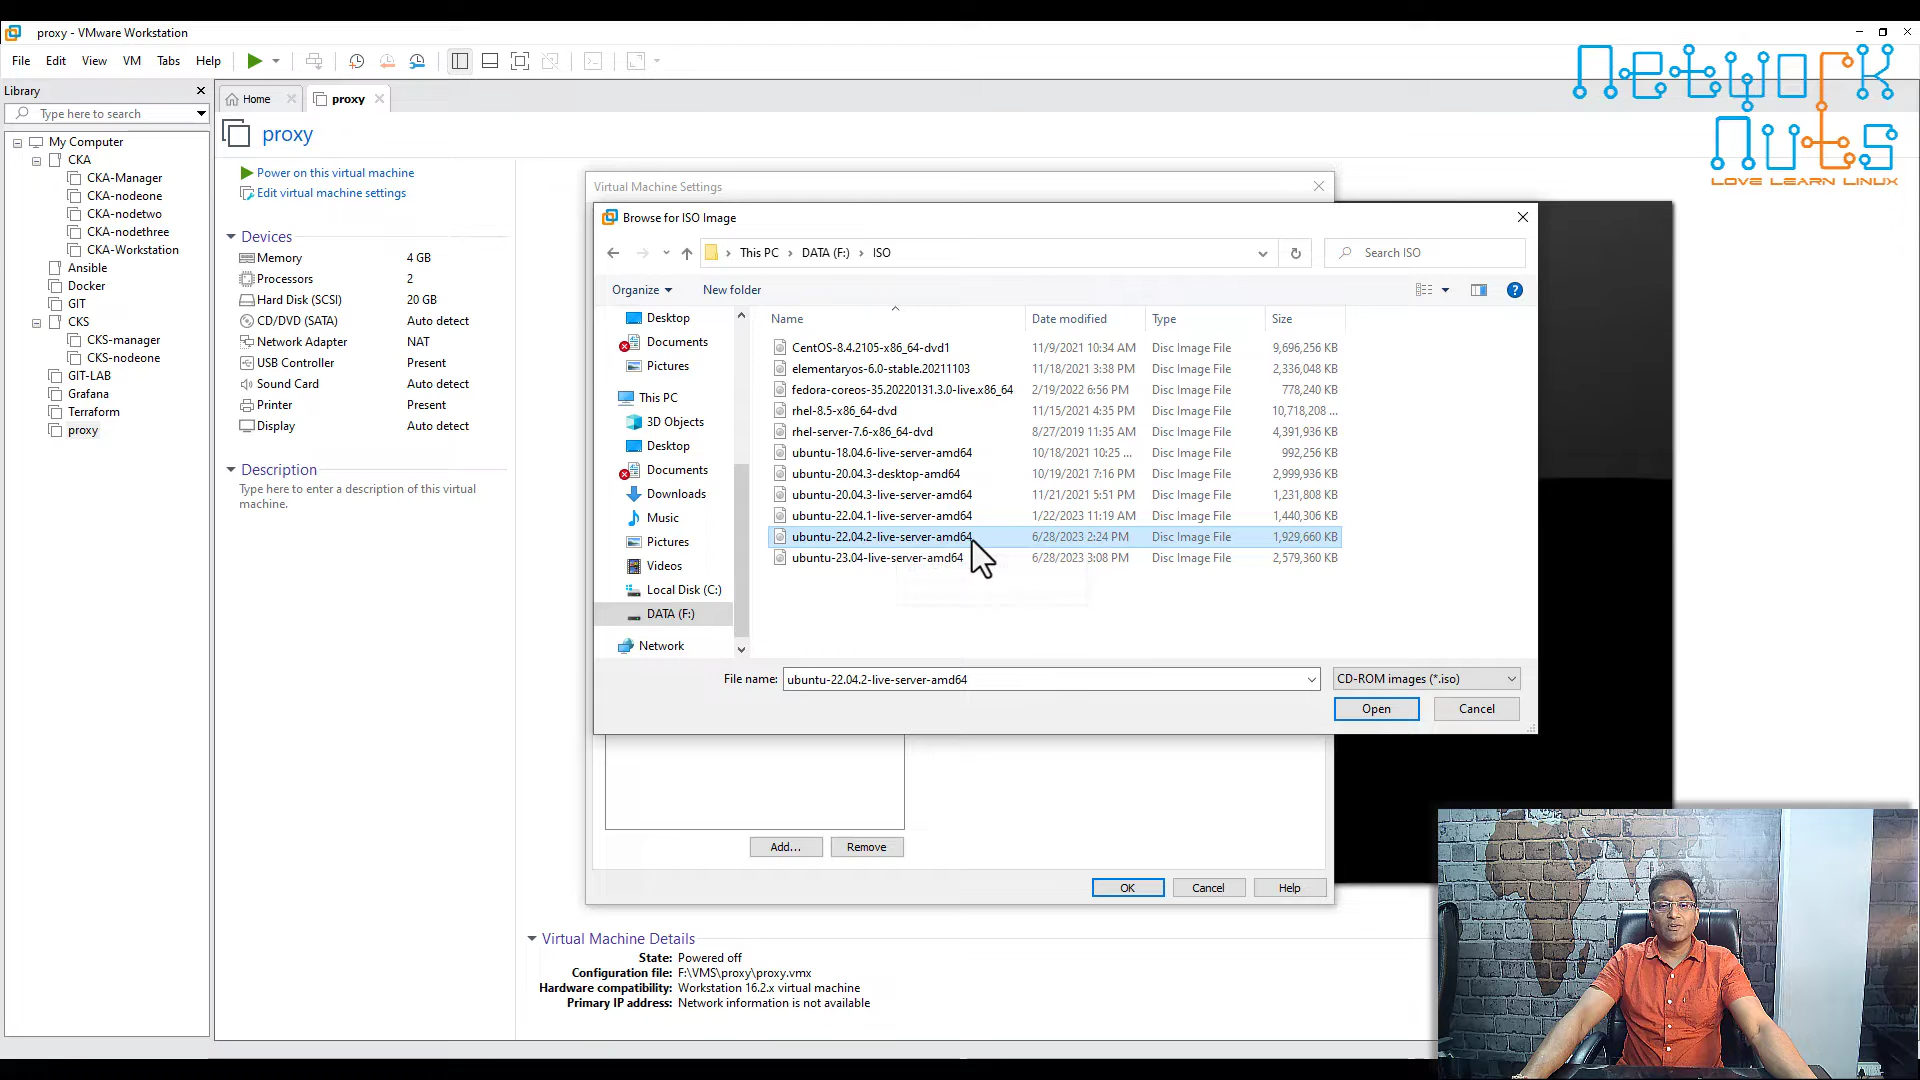 proxy - VMware Workstation
File Edit View VM Tabs Help
Network
Nuts
LOVE LEARN LINUX
Library
Type here to search
My Computer
CKA
CKA-Manager
CKA-nodeone
CKA-nodetwo
CKA-nodethree
CKA-Workstation
Ansible
Docker
GIT
CKS
CKS-manager
CKS-nodeone
GIT-LAB
Grafana
Terraform
proxy
Home
proxy
proxy
Power on this virtual machine
Edit virtual machine settings
Devices
Memory 4 GB
Processors 2
Hard Disk (SCSI) 20 GB
CD/DVD (SATA) Auto detect
Network Adapter NAT
USB Controller Present
Sound Card Auto detect
Printer Present
Display Auto detect
Description
Type here to enter a description of this virtual
machine.
Virtual Machine Settings
Browse for ISO Image
This PC › DATA (F:) › ISO
Search ISO
Organize New folder
Desktop
Documents
Pictures
This PC
3D Objects
Desktop
Documents
Downloads
Music
Pictures
Videos
Local Disk (C:)
DATA (F:)
Network
Name Date modified Type Size
CentOS-8.4.2105-x86_64-dvd1 11/9/2021 10:34 AM Disc Image File 9,696,256 KB
elementaryos-6.0-stable.20211103 11/18/2021 3:38 PM Disc Image File 2,336,048 KB
fedora-coreos-35.20220131.3.0-live.x86_64 2/19/2022 6:56 PM Disc Image File 778,240 KB
rhel-8.5-x86_64-dvd 11/15/2021 4:35 PM Disc Image File 10,718,208 ...
rhel-server-7.6-x86_64-dvd 8/27/2019 11:35 AM Disc Image File 4,391,936 KB
ubuntu-18.04.6-live-server-amd64 10/18/2021 10:25 ... Disc Image File 992,256 KB
ubuntu-20.04.3-desktop-amd64 10/19/2021 7:16 PM Disc Image File 2,999,936 KB
ubuntu-20.04.3-live-server-amd64 11/21/2021 5:51 PM Disc Image File 1,231,808 KB
ubuntu-22.04.1-live-server-amd64 1/22/2023 11:19 AM Disc Image File 1,440,306 KB
ubuntu-22.04.2-live-server-amd64 6/28/2023 2:24 PM Disc Image File 1,929,660 KB
ubuntu-23.04-live-server-amd64 6/28/2023 3:08 PM Disc Image File 2,579,360 KB
File name: ubuntu-22.04.2-live-server-amd64 CD-ROM images (*.iso)
Open Cancel
Add... Remove
OK Cancel Help
Virtual Machine Details
State: Powered off
Configuration file: F:\VMS\proxy\proxy.vmx
Hardware compatibility: Workstation 16.2.x virtual machine
Primary IP address: Network information is not available